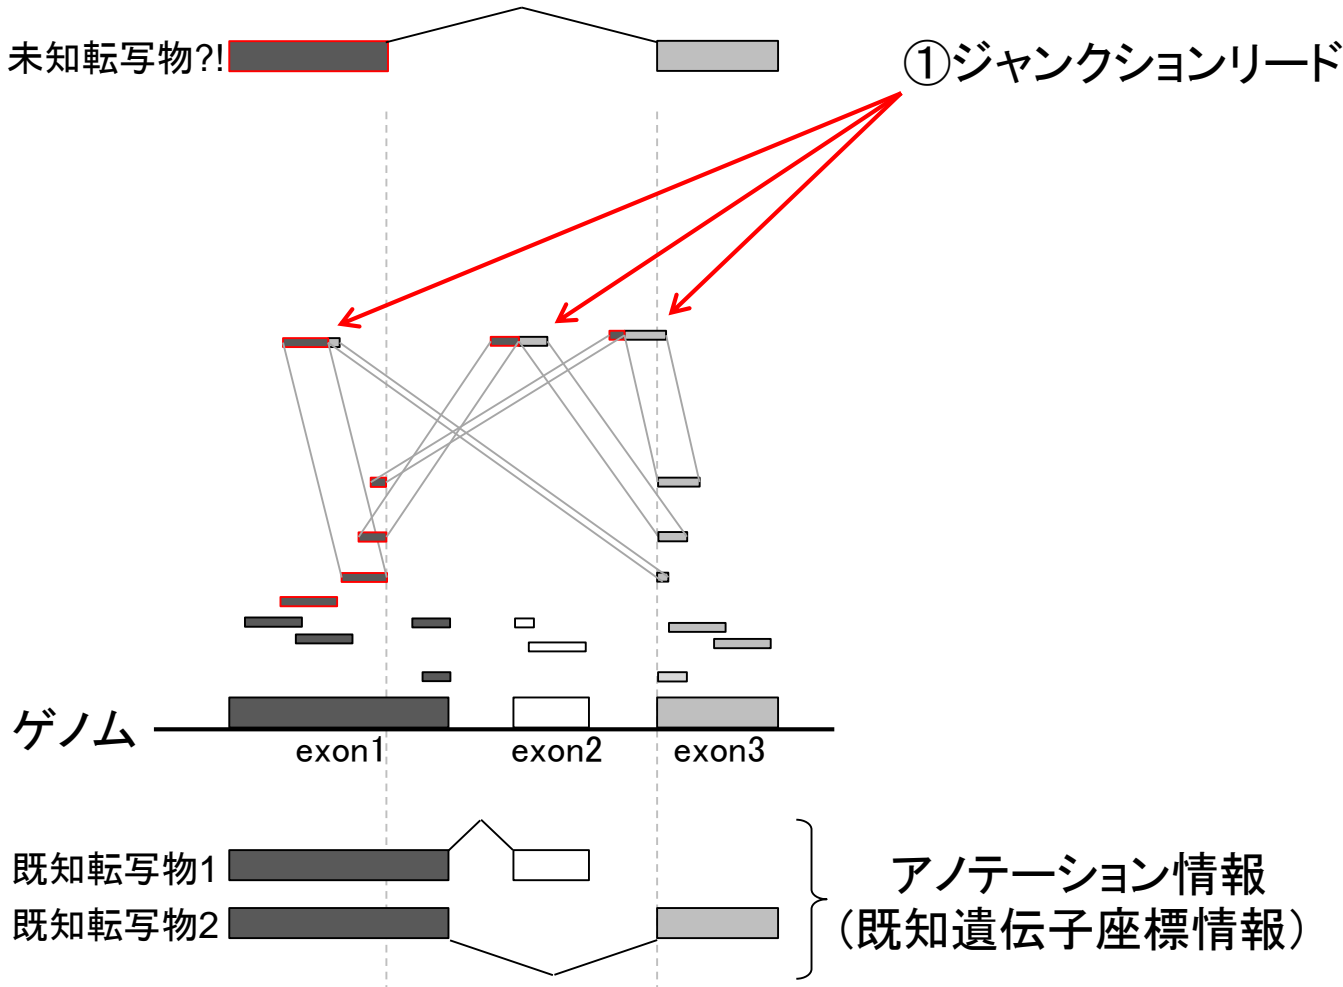 未知転写物?!
①ジャンクションリード
ゲノム
exon1
exon2
exon3
既知転写物1
既知転写物2
アノテーション情報
(既知遺伝子座標情報)